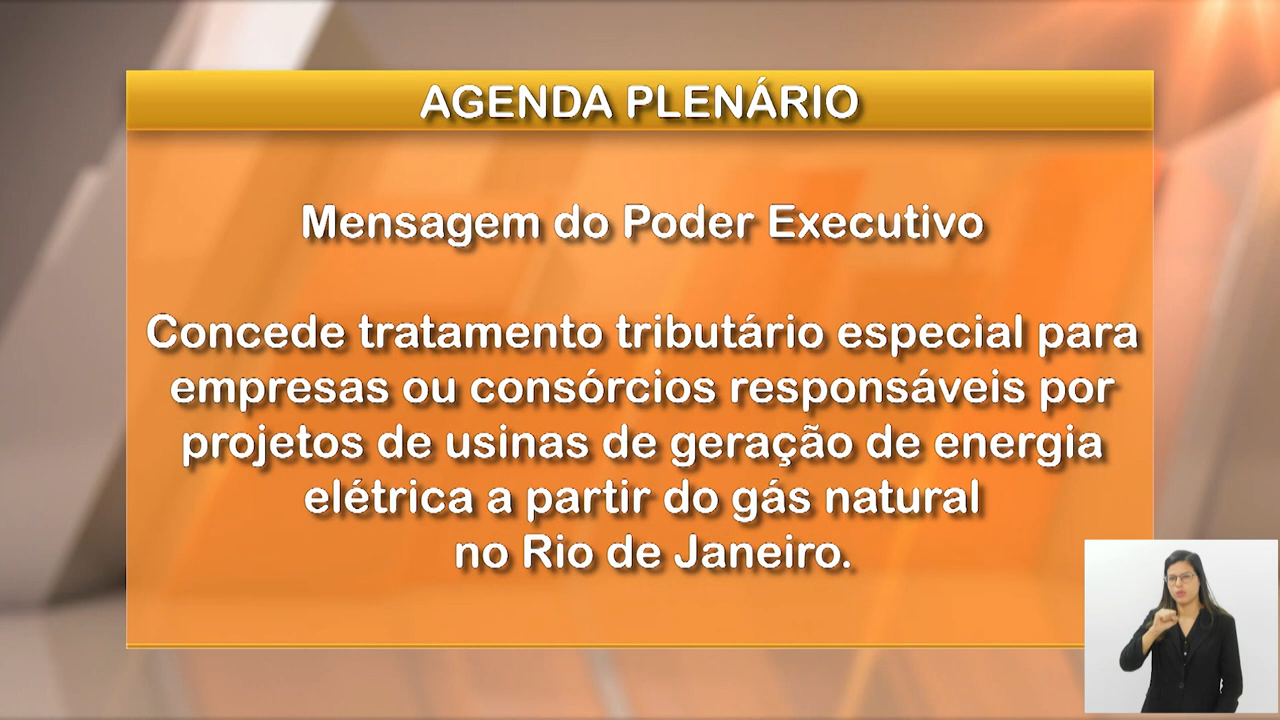 AGENDA PLENÁRIO
Mensagem do Poder Executivo
Concede tratamento tributário especial para
empresas ou consórcios responsáveis por
projetos de usinas de geração de energia
elétrica a partir do gás natural
no Rio de Janeiro.